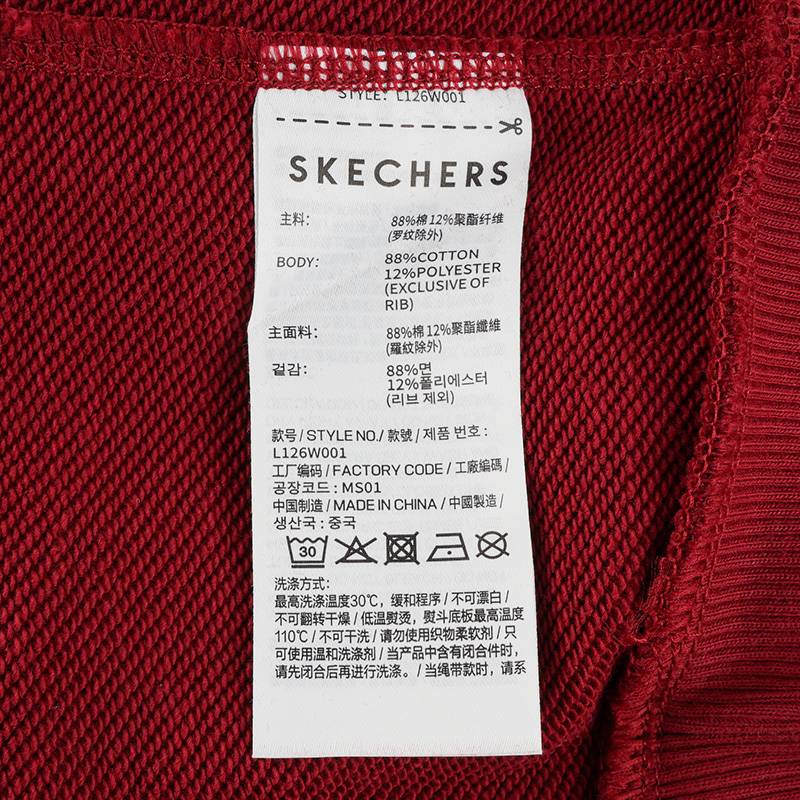 STYLE: L126W001
SKECHERS
主料： 88%棉 12%聚酯纤维
(罗纹除外)
BODY: 88%COTTON
12%POLYESTER
(EXCLUSIVE OF
RIB)
主面料： 88%棉 12%聚酯纖維
(羅紋除外)
겉감: 88%면
12%폴리에스터
(리브 제외)
款号 / STYLE NO./ 款號 / 제품 번호 :
L126W001
工厂编码 / FACTORY CODE / 工廠編碼 /
공장코드 : MS01
中国制造 / MADE IN CHINA / 中國製造 /
생산국 : 중국
30
洗涤方式：
最高洗涤温度30℃，缓和程序 / 不可漂白 /
不可翻转干燥 / 低温熨烫，熨斗底板最高温度
110℃ / 不可干洗 / 请勿使用织物柔软剂 / 只
可使用温和洗涤剂 / 当产品中含有闭合件时，
请先闭合后再进行洗涤。/ 当绳带款时，请系